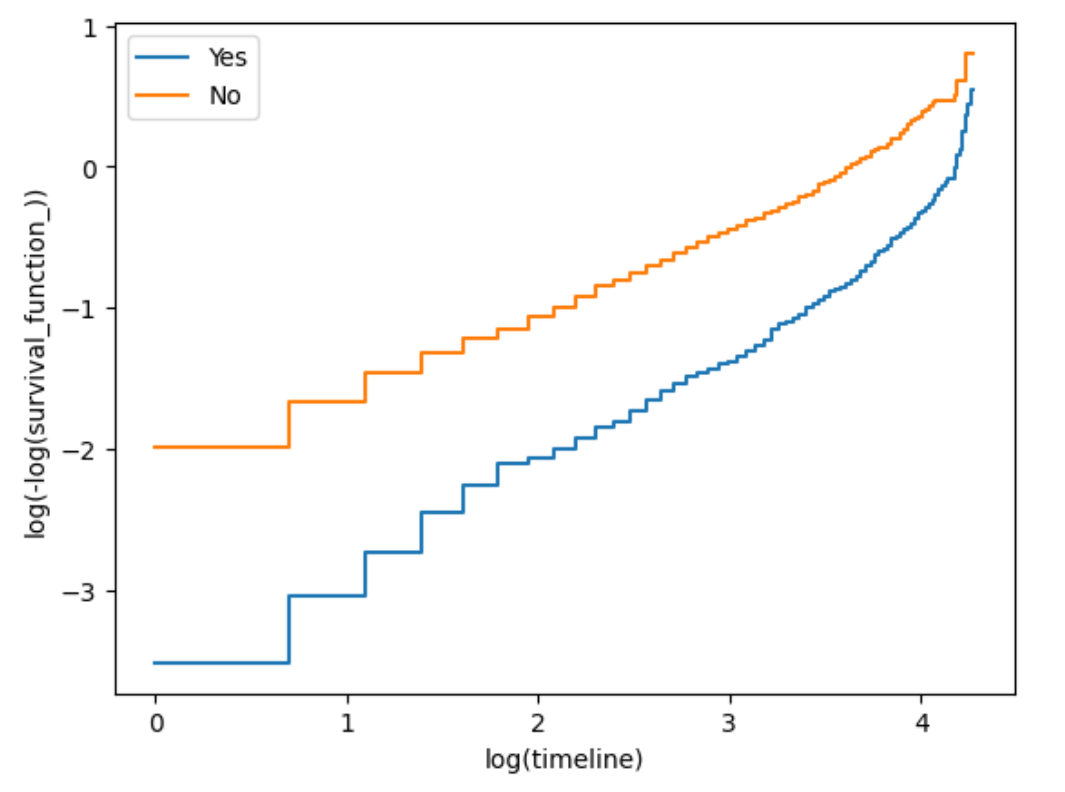 Yes
No
1
0
−1
−2
−3
log(-log(survival_function_))
0
1
2
3
4
log(timeline)